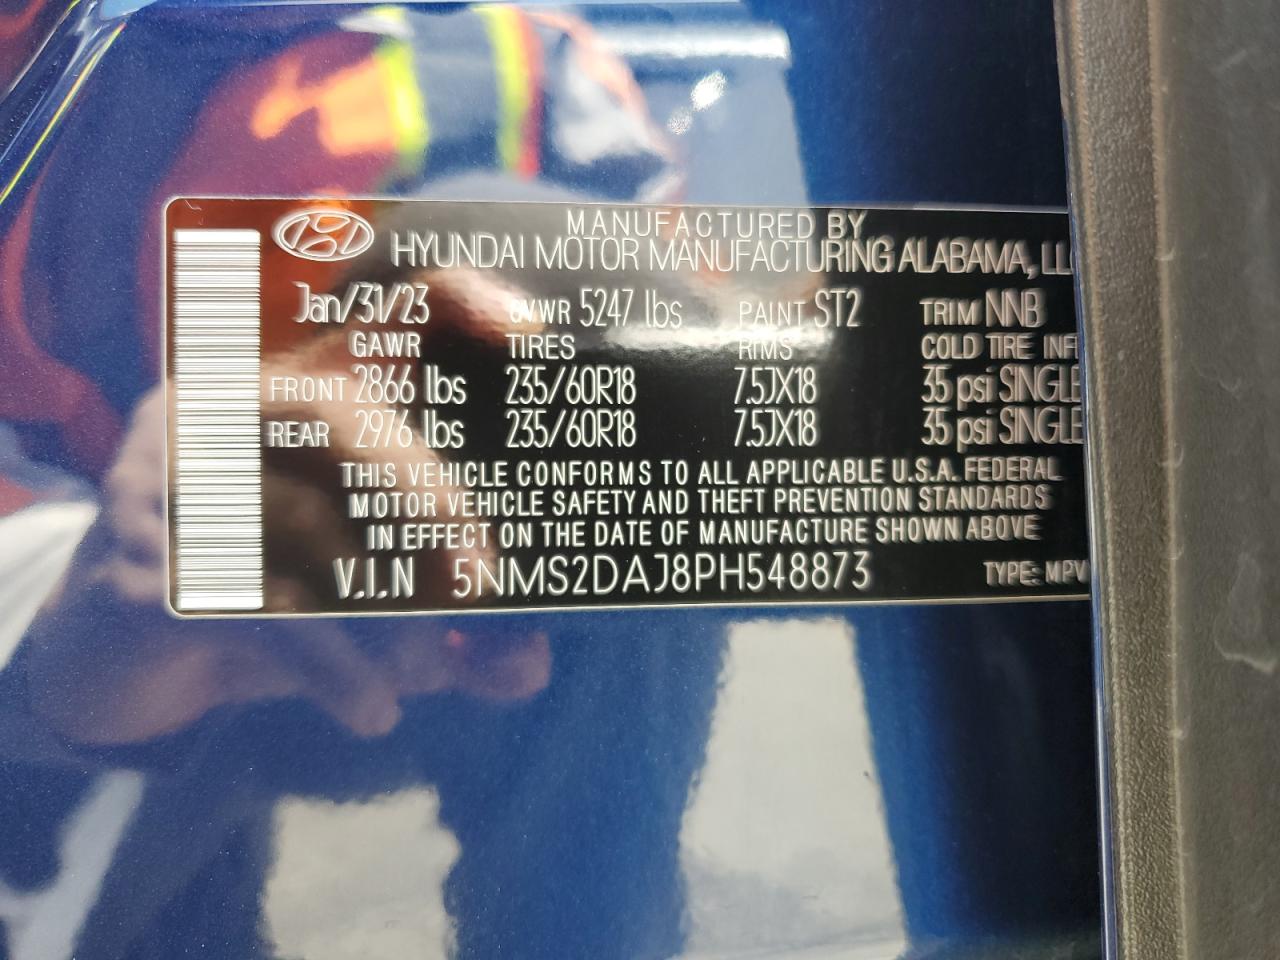 MANUFACTURED BY
HYUNDAI MOTOR MANUFACTURING ALABAMA,
Jan/31/23 GVWR 5247 lbs PAINT ST2 TRIM NNB
GAWR TIRES RIMS COLD TIRE
FRONT 2866 lbs 235/60R18 7.5JX18 35 psi SINGLE
REAR 2976 lbs 235/60R18 7.5JX18 35 psi SINGLE
THIS VEHICLE CONFORMS TO ALL APPLICABLE U.S.A. FEDERAL
MOTOR VEHICLE SAFETY AND THEFT PREVENTION STANDARDS
IN EFFECT ON THE DATE OF MANUFACTURE SHOWN ABOVE
V.I.N 5NMS2DAJ8PH548873 TYPE: MPV